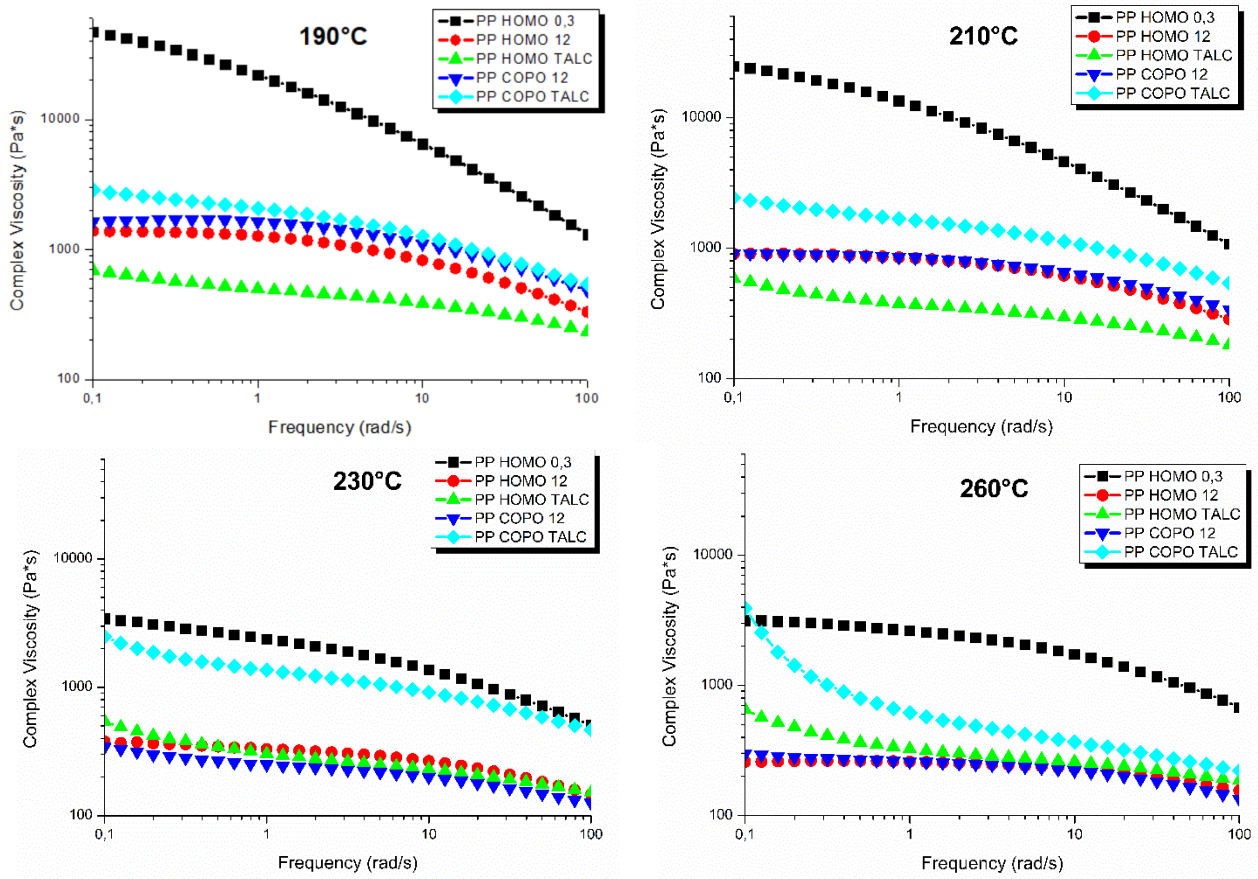 190°C
PP HOMO 0,3
PP HOMO 12
PP HOMO TALC
PP COPO 12
PP COPO TALC
Complex Viscosity (Pa*s)
10000
1000
100
0,1
1
10
100
Frequency (rad/s)
210°C
PP HOMO 0,3
PP HOMO 12
PP HOMO TALC
PP COPO 12
PP COPO TALC
Complex Viscosity (Pa*s)
10000
1000
100
0,1
1
10
100
Frequency (rad/s)
230°C
PP HOMO 0,3
PP HOMO 12
PP HOMO TALC
PP COPO 12
PP COPO TALC
Complex Viscosity (Pa*s)
10000
1000
100
0,1
1
10
100
Frequency (rad/s)
260°C
PP HOMO 0,3
PP HOMO 12
PP HOMO TALC
PP COPO 12
PP COPO TALC
Complex Viscosity (Pa*s)
10000
1000
100
0,1
1
10
100
Frequency (rad/s)